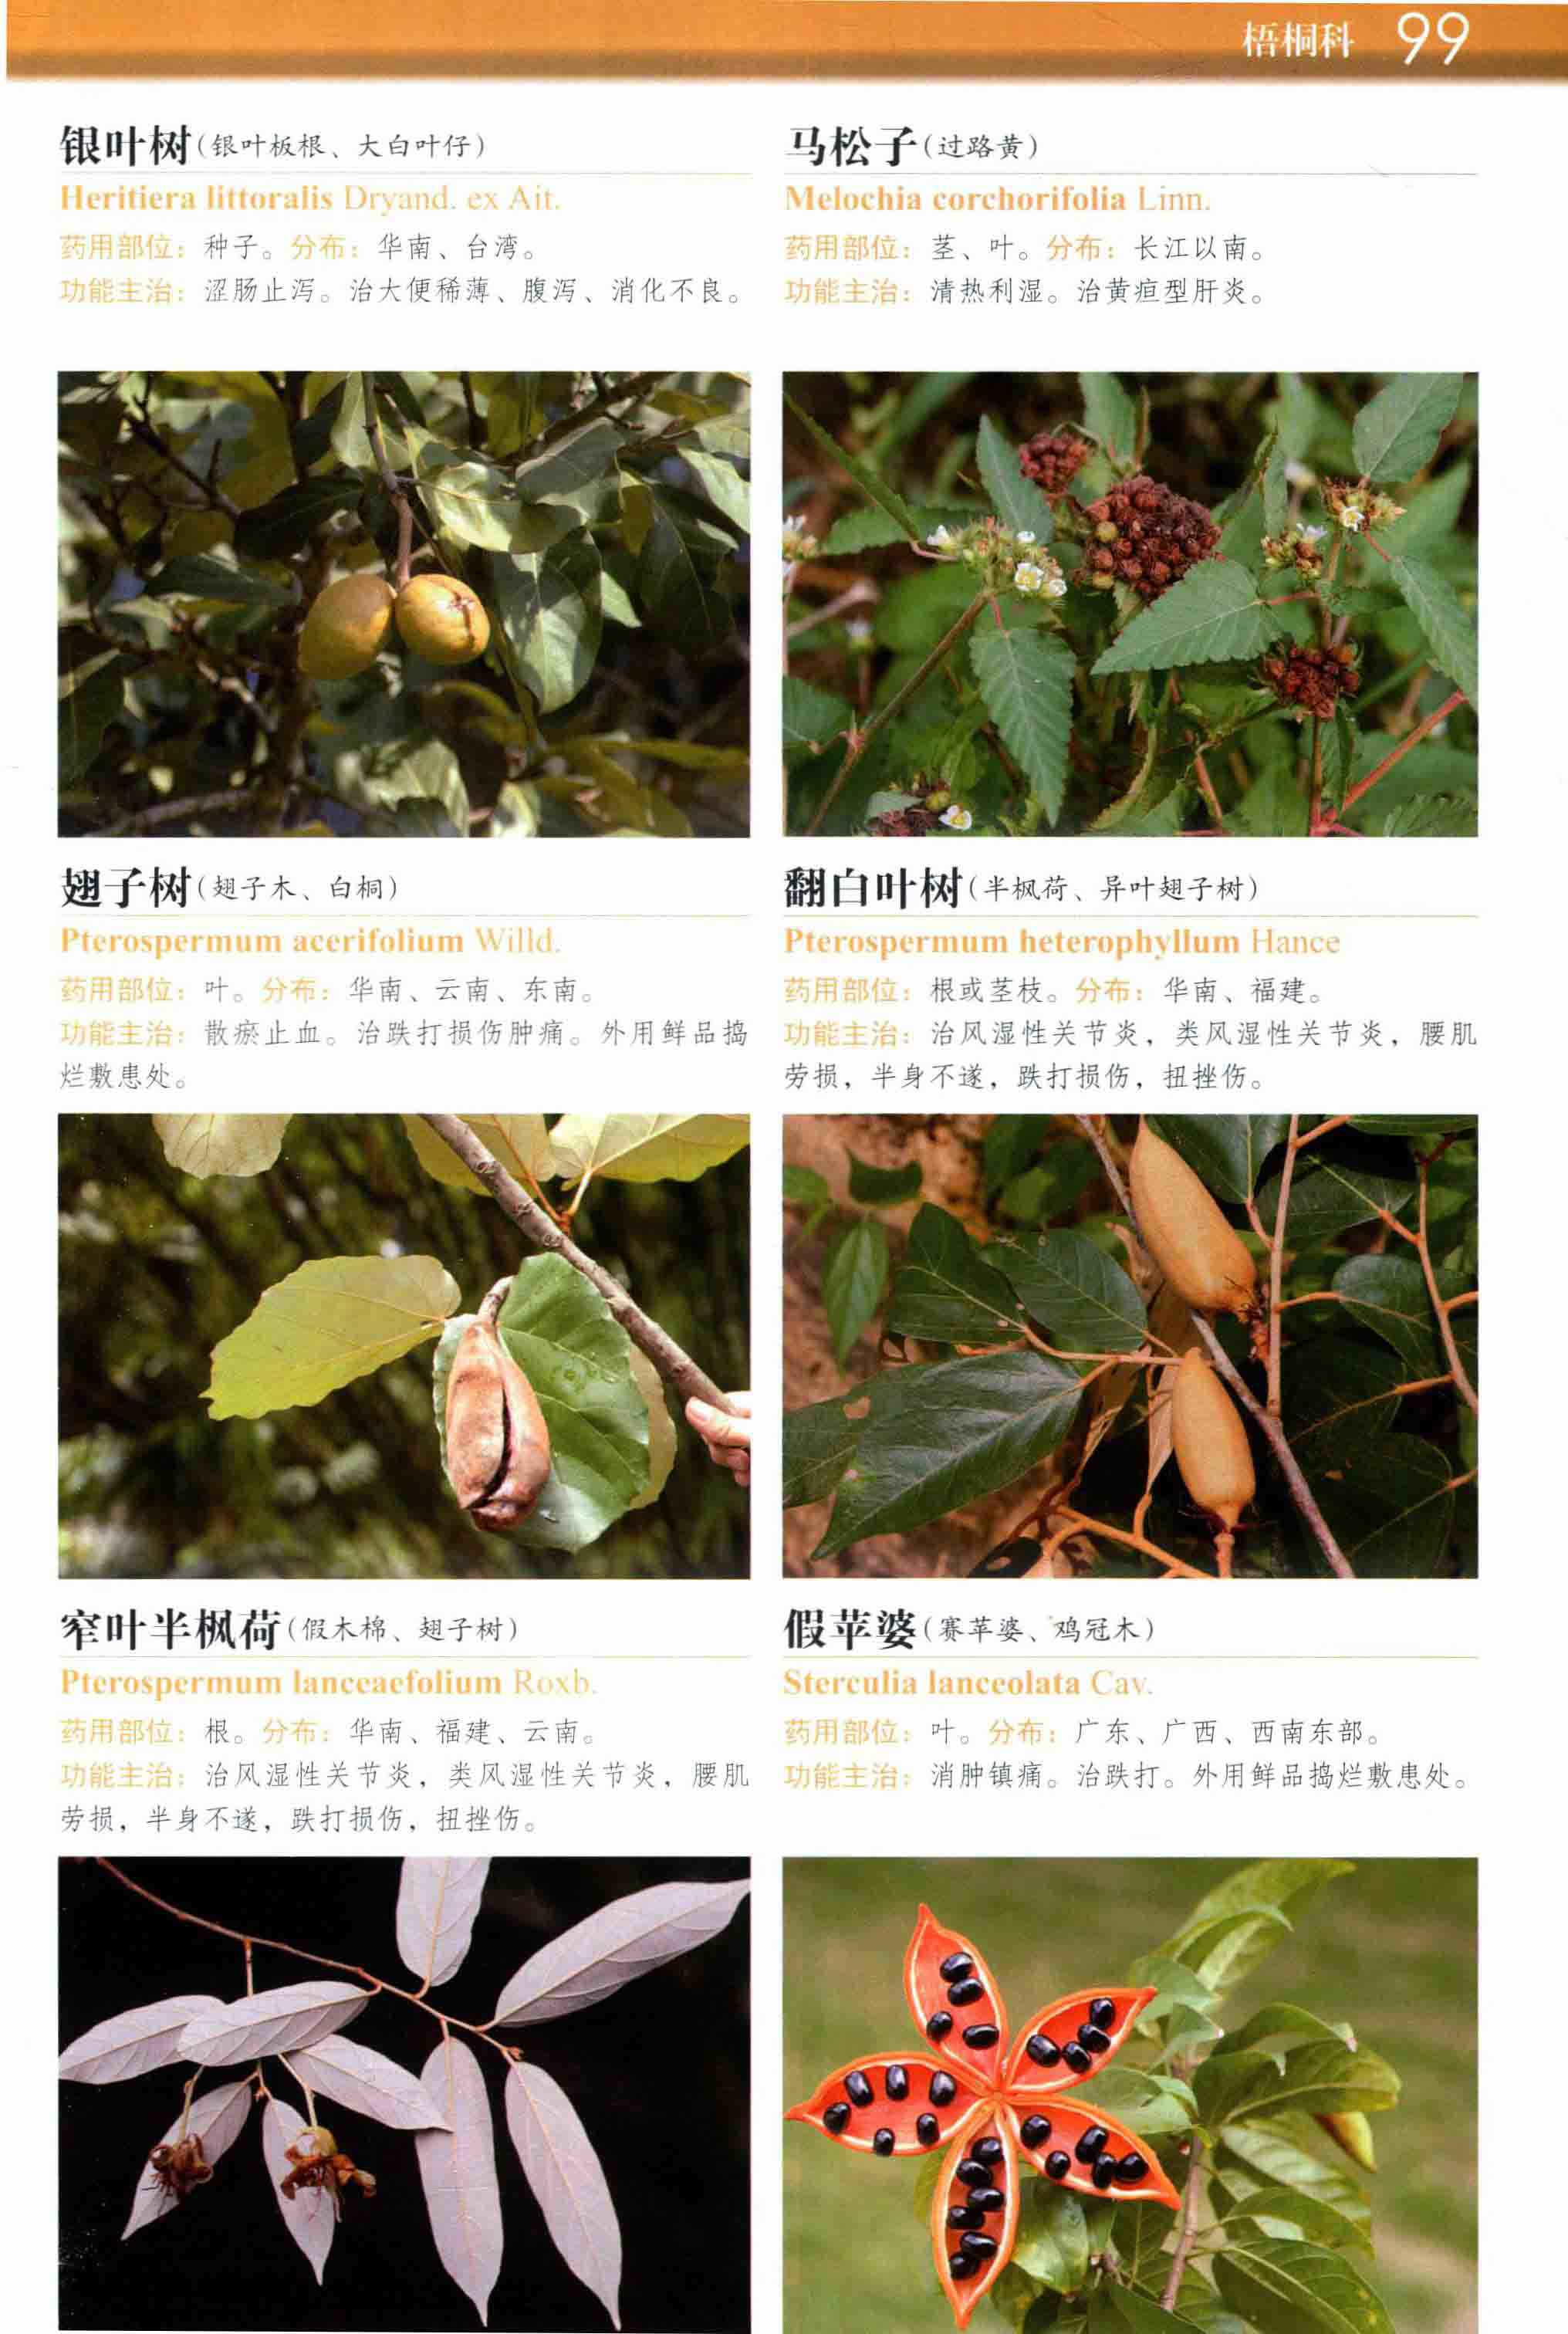 梧桐科 99
银叶树(银叶板根、大白叶仔)
Heritiera littoralis Dryand. ex Ait.
药用部位：种子。分布：华南、台湾。
功能主治：涩肠止泻。治大便稀薄、腹泻、消化不良。
马松子(过路黄)
Melochia corchorifolia Linn.
药用部位：茎、叶。分布：长江以南。
功能主治：清热利湿。治黄疸型肝炎。
翅子树(翅子木、白桐)
Pterospermum acerifolium Willd.
药用部位：叶。分布：华南、云南、东南。
功能主治：散瘀止血。治跌打损伤肿痛。外用鲜品捣
烂敷患处。
翻白叶树(半枫荷、异叶翅子树)
Pterospermum heterophyllum Hance
药用部位：根或茎枝。分布：华南、福建。
功能主治：治风湿性关节炎，类风湿性关节炎，腰肌
劳损，半身不遂，跌打损伤，扭挫伤。
窄叶半枫荷(假木棉、翅子树)
Pterospermum lanceaefolium Roxb.
药用部位：根。分布：华南、福建、云南。
功能主治：治风湿性关节炎，类风湿性关节炎，腰肌
劳损，半身不遂，跌打损伤，扭挫伤。
假苹婆(赛苹婆、鸡冠木)
Sterculia lanceolata Cav.
药用部位：叶。分布：广东、广西、西南东部。
功能主治：消肿镇痛。治跌打。外用鲜品捣烂敷患处。